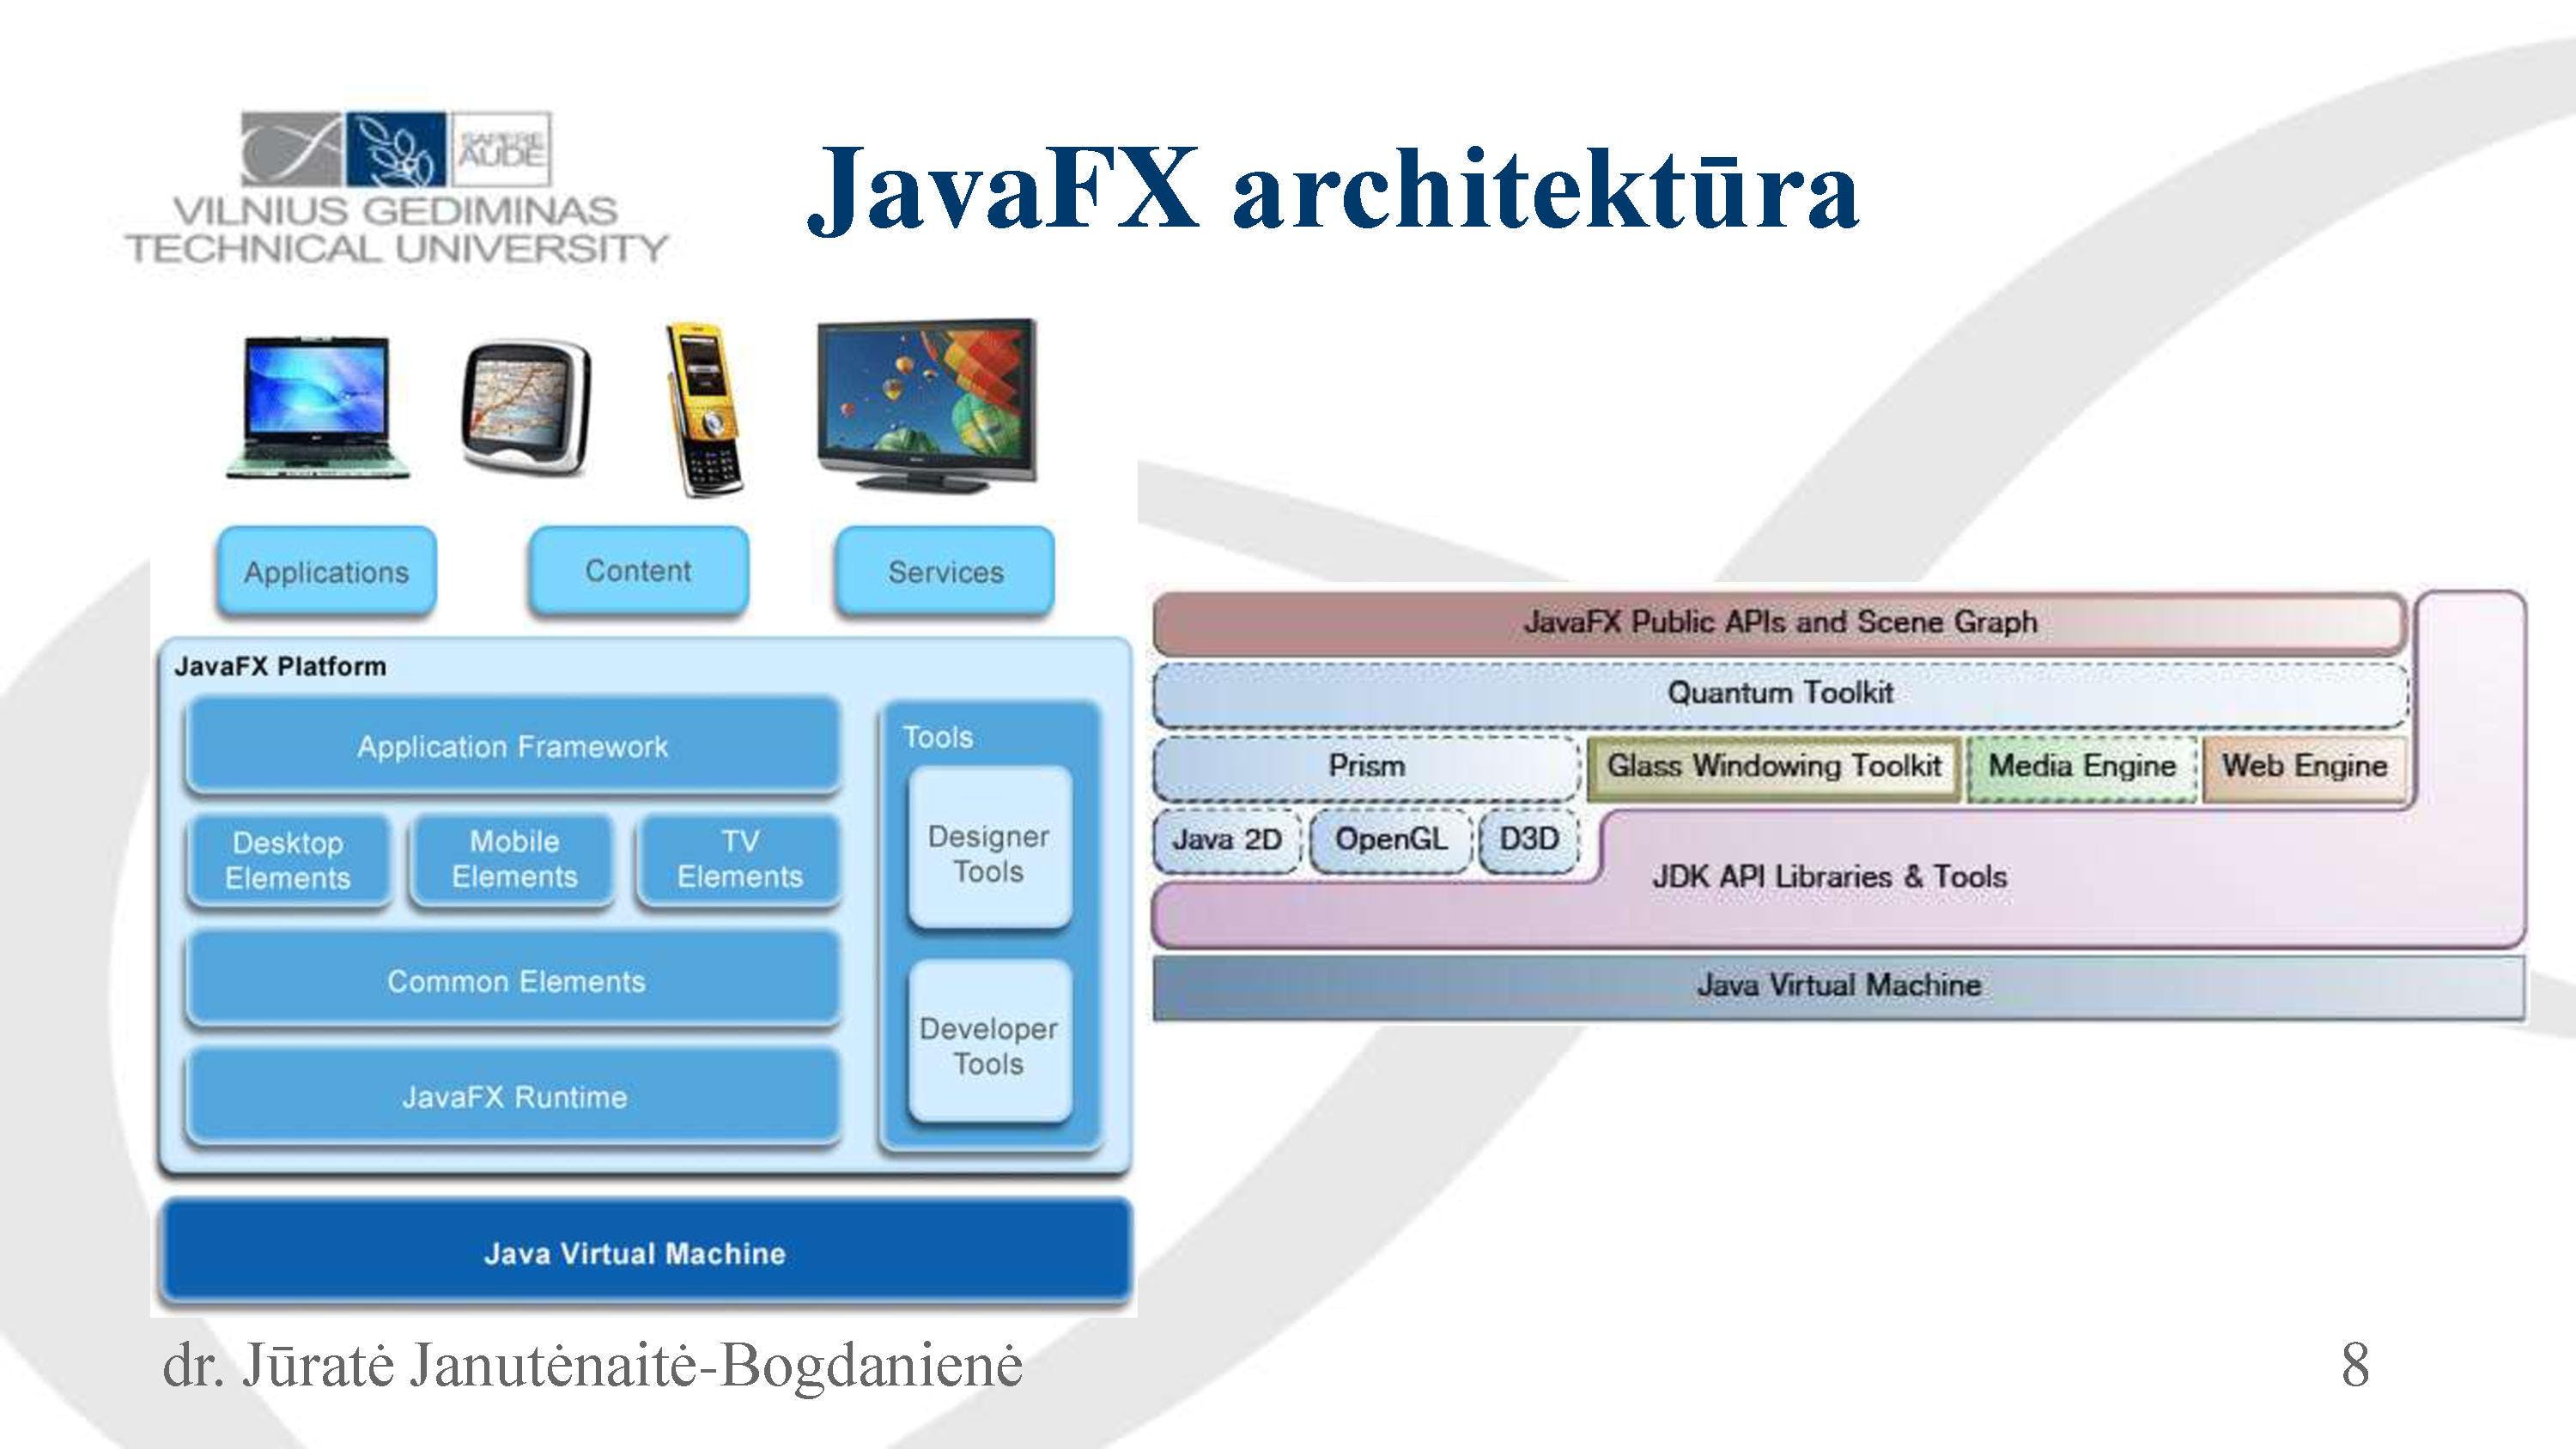 SAPERE
AUDE
VILNIUS GEDIMINAS
TECHNICAL UNIVERSITY
JavaFX architektūra
Applications
Content
Services
JavaFX Platform
Application Framework
Desktop
Elements
Mobile
Elements
TV
Elements
Common Elements
JavaFX Runtime
Tools
Designer
Tools
Developer
Tools
Java Virtual Machine
JavaFX Public APIs and Scene Graph
Quantum Toolkit
Prism
Glass Windowing Toolkit
Media Engine
Web Engine
Java 2D
OpenGL
D3D
JDK API Libraries & Tools
Java Virtual Machine
dr. Jūratė Janutėnaitė-Bogdanienė
8